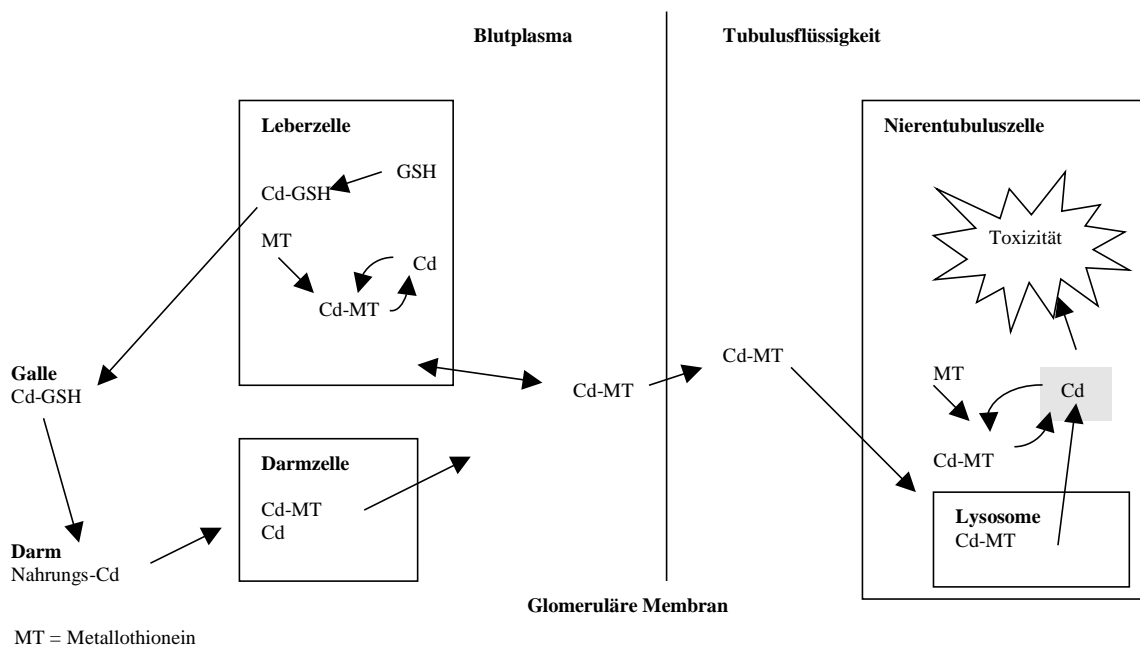 Blutplasma
Tubulusflüssigkeit
Leberzelle
GSH
Cd-GSH
MT
Cd
Cd-MT
Galle
Cd-GSH
Darmzelle
Cd-MT
Cd
Darm
Nahrungs-Cd
Cd-MT
Cd-MT
Glomeruläre Membran
Nierentubuluszelle
Toxizität
MT
Cd
Cd-MT
Lysosome
Cd-MT
MT = Metallothionein